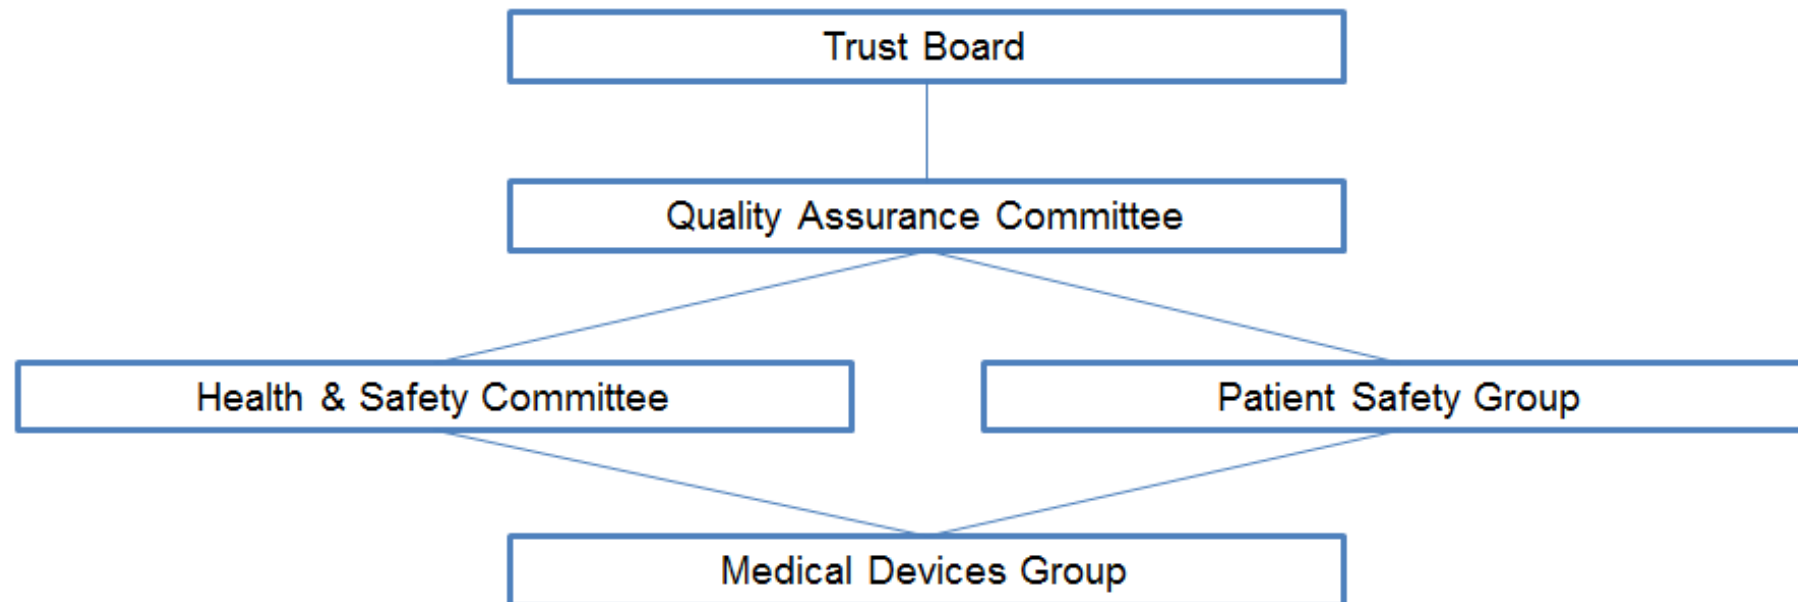 Trust Board
Quality Assurance Committee
Health & Safety Committee
Patient Safety Group
Medical Devices Group